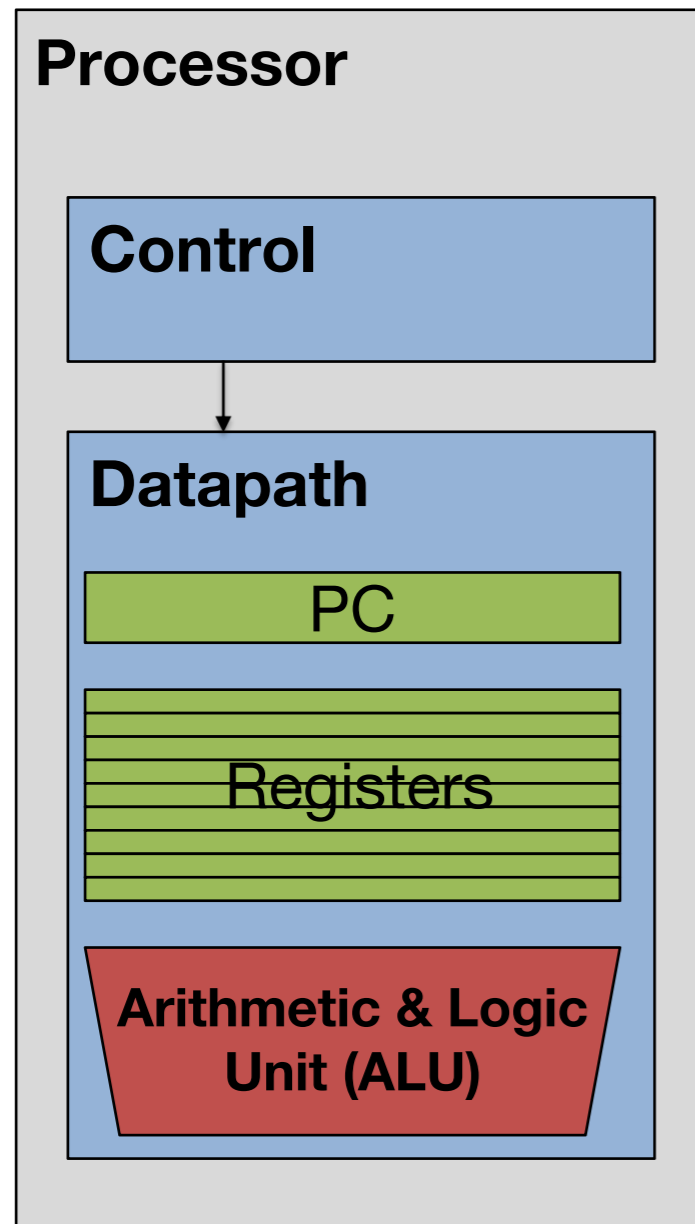 Processor
Control
Datapath
PC
Registers
Arithmetic & Logic
Unit (ALU)